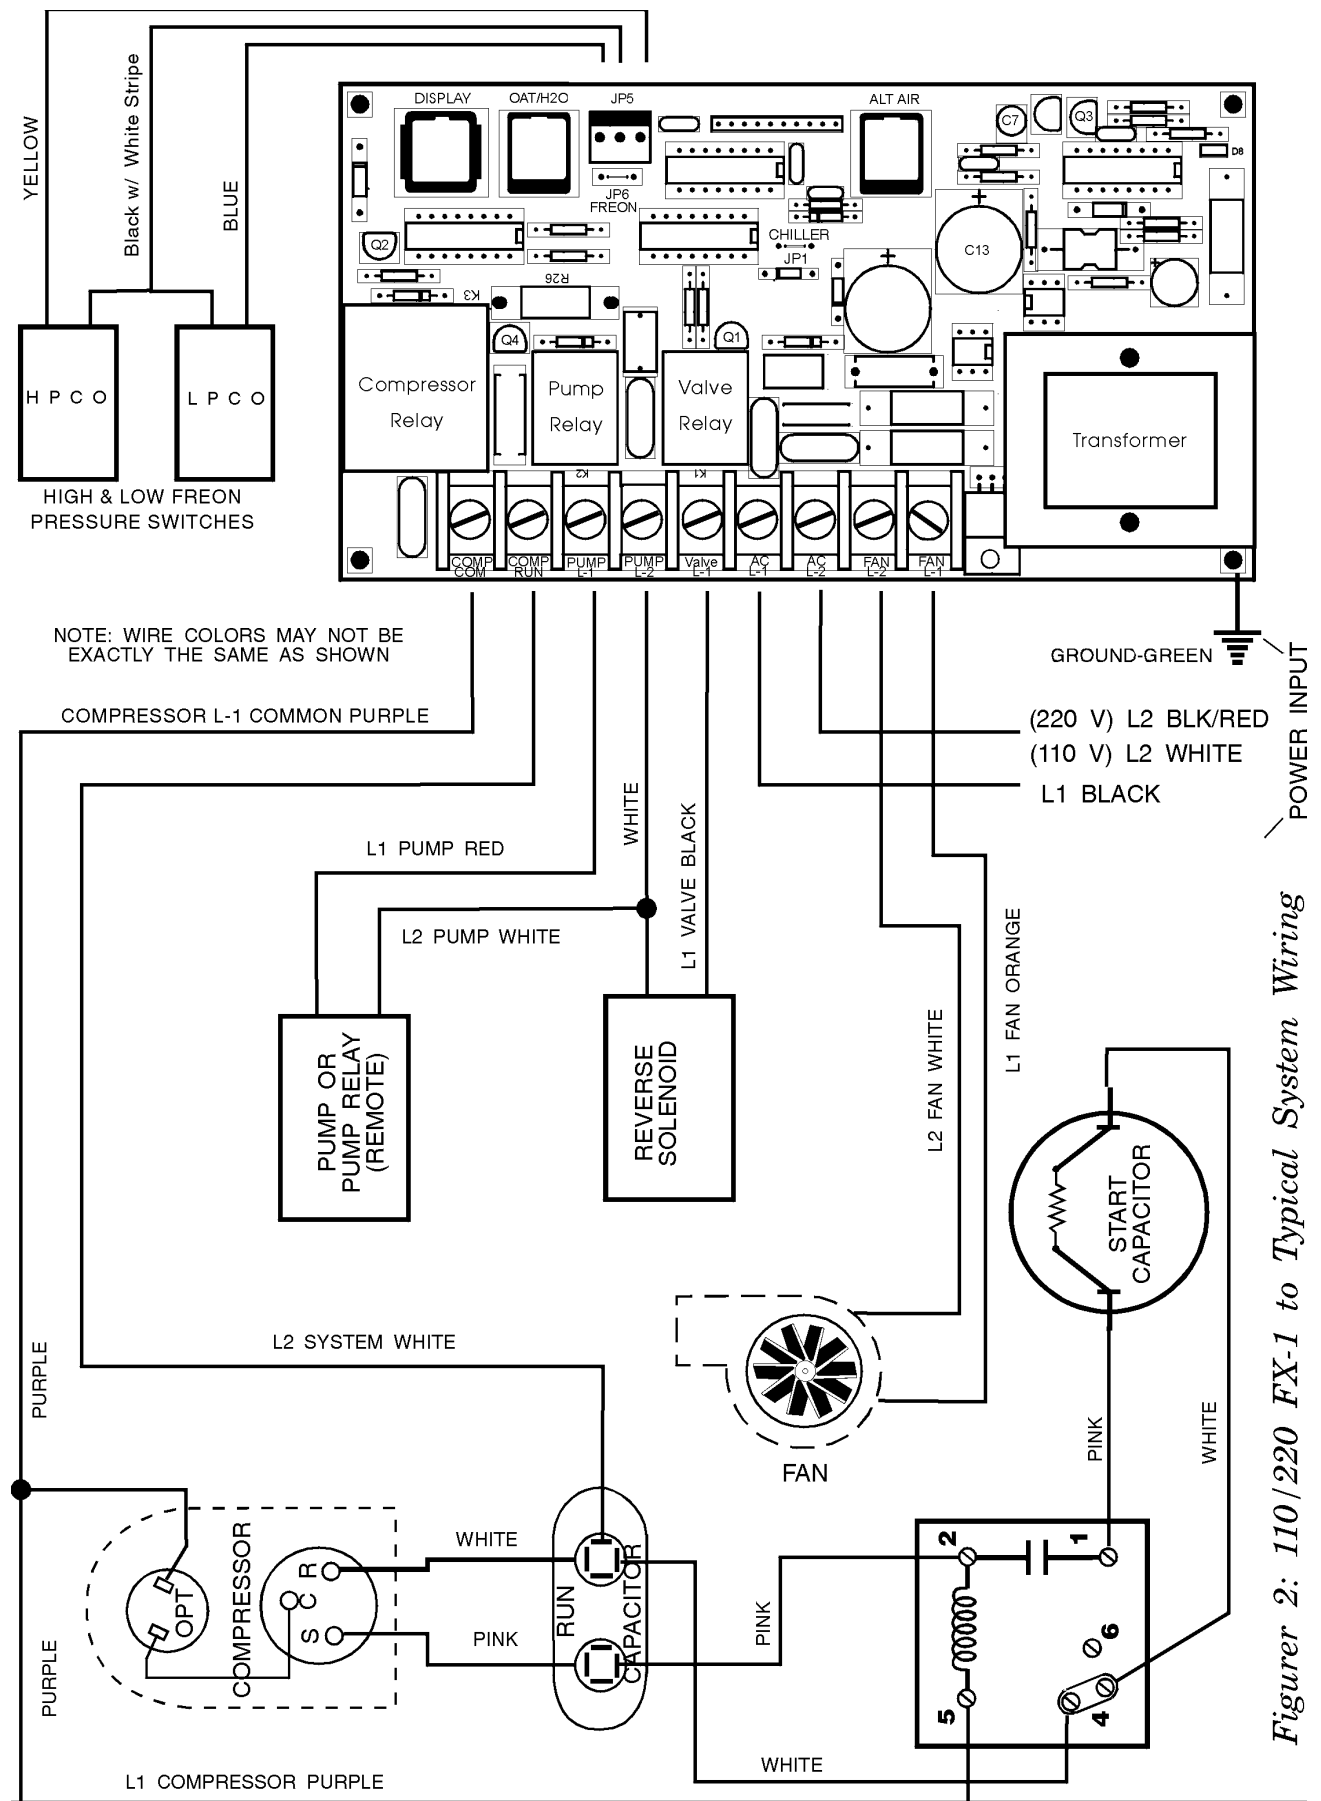 YELLOW
Black w/ White Stripe
BLUE
H P C O
L P C O
HIGH & LOW FREON
PRESSURE SWITCHES
DISPLAY
OAT/H2O
JP5
ALT AIR
C7
Q3
D8
JP6
FREON
Q2
CHILLER
JP1
C13
K3
R26
Q4
Q1
Compressor
Relay
Pump
Relay
Valve
Relay
Transformer
K2
K1
COMP
COM
COMP
RUN
PUMP
L-1
PUMP
L-2
Valve
L-1
AC
L-1
AC
L-2
FAN
L-2
FAN
L-1
NOTE: WIRE COLORS MAY NOT BE
EXACTLY THE SAME AS SHOWN
GROUND-GREEN
POWER INPUT
COMPRESSOR L-1 COMMON PURPLE
(220 V) L2 BLK/RED
(110 V) L2 WHITE
L1 BLACK
WHITE
L1 VALVE BLACK
L1 PUMP RED
L2 PUMP WHITE
L1 FAN ORANGE
L2 FAN WHITE
PUMP OR
PUMP RELAY
(REMOTE)
REVERSE
SOLENOID
START
CAPACITOR
L2 SYSTEM WHITE
PURPLE
FAN
PINK
WHITE
COMPRESSOR
OPT
R
C
S
WHITE
PINK
RUN
CAPACITOR
PINK
2
1
6
5
4
PURPLE
WHITE
L1 COMPRESSOR PURPLE
Figurer 2: 110/220 FX-1 to Typical System Wiring